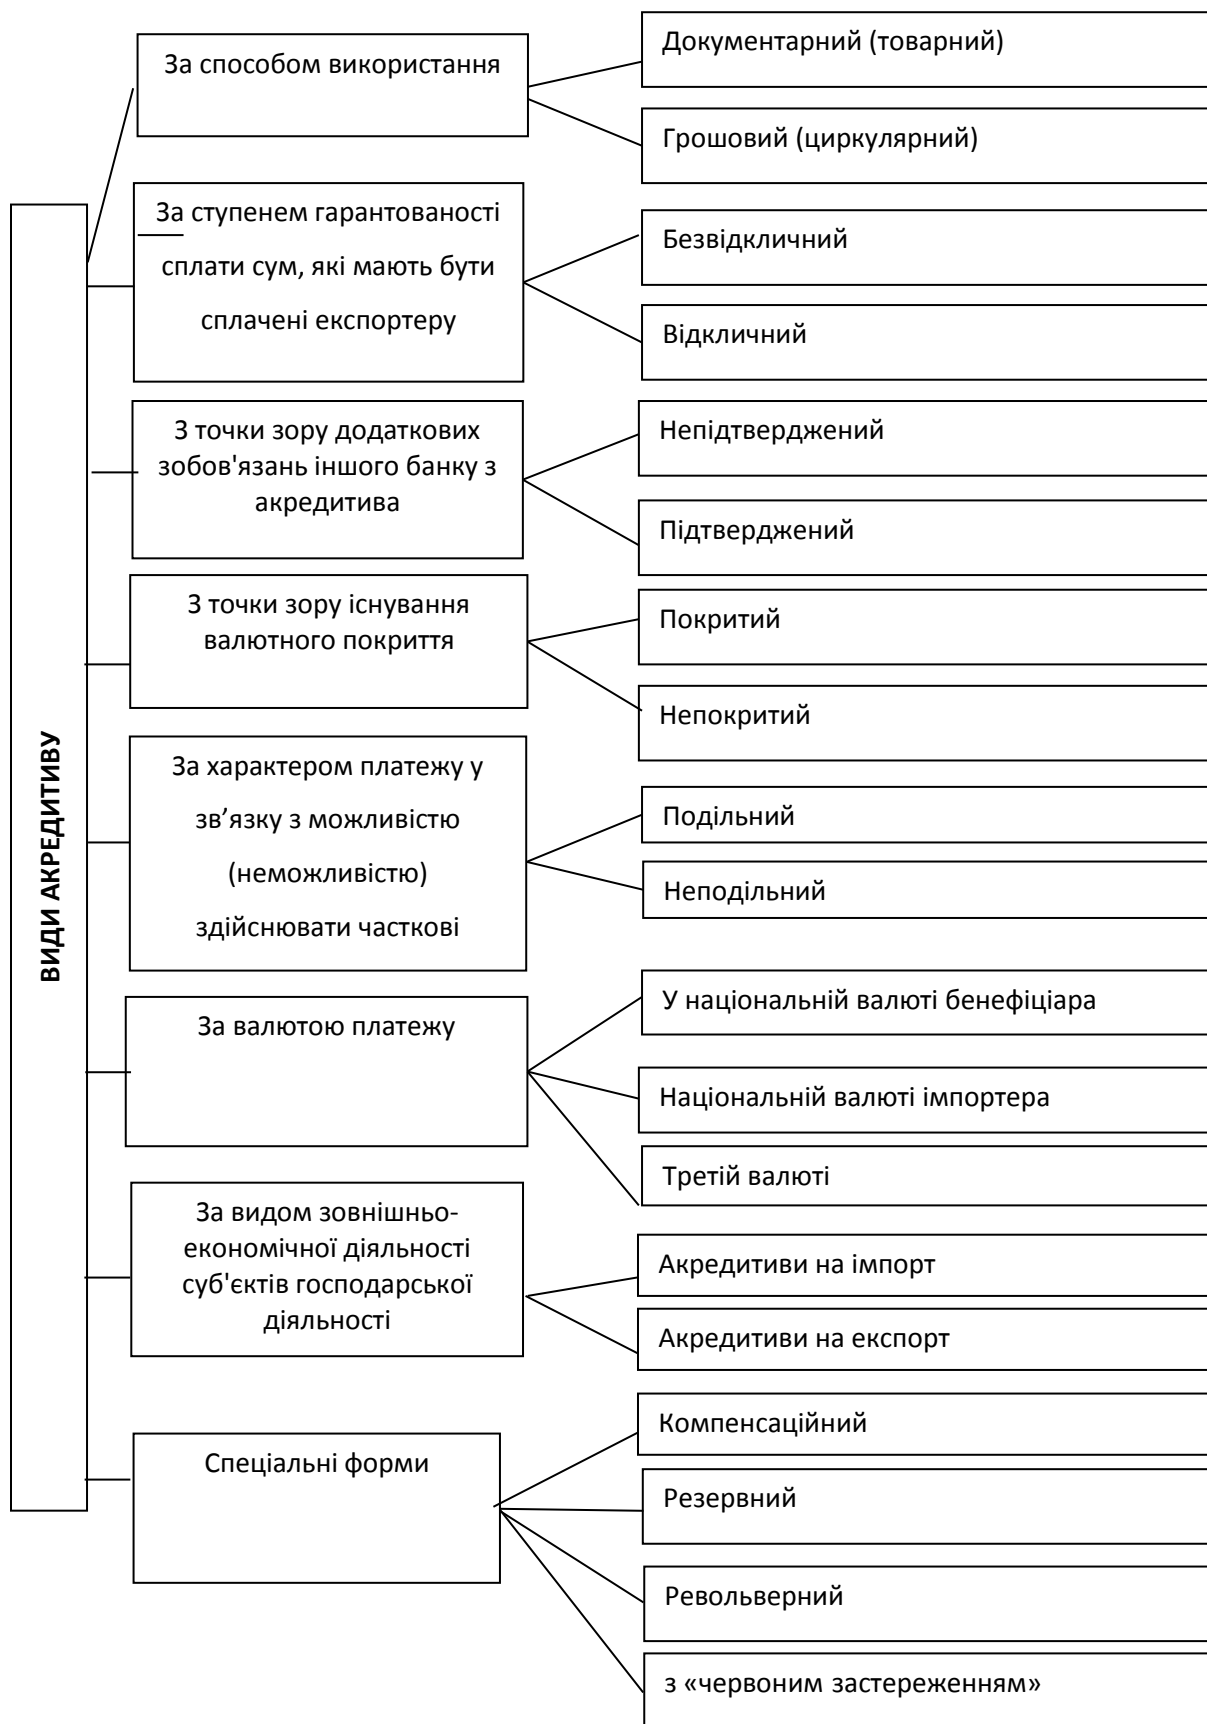 ВИДИ АКРЕДИТИВУ
За способом використання
Документарний (товарний)
Грошовий (циркулярний)
За ступенем гарантованості
сплати сум, які мають бути
сплачені експортеру
Безвідкличний
Відкличний
З точки зору додаткових
зобов'язань іншого банку з
акредитива
Непідтверджений
Підтверджений
З точки зору існування
валютного покриття
Покритий
Непокритий
За характером платежу у
зв’язку з можливістю
(неможливістю)
здійснювати часткові
Подільний
Неподільний
За валютою платежу
У національній валюті бенефіціара
Національній валюті імпортера
Третій валюті
За видом зовнішньо-
економічної діяльності
суб'єктів господарської
діяльності
Акредитиви на імпорт
Акредитиви на експорт
Спеціальні форми
Компенсаційний
Резервний
Револьверний
з «червоним застереженням»